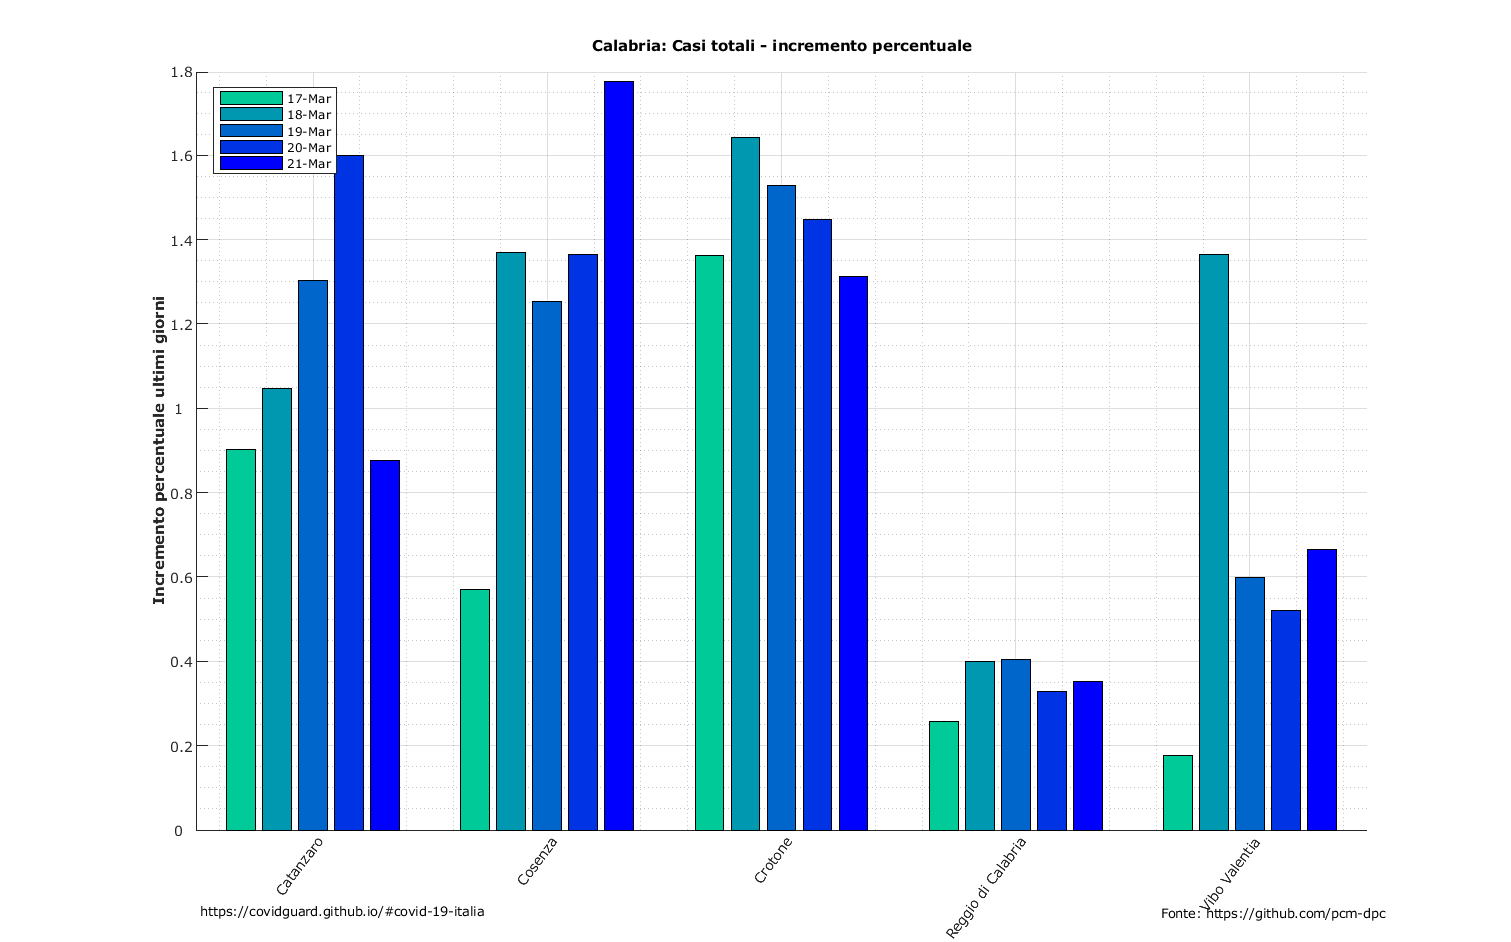 Calabria: Casi totali - incremento percentuale
Incremento percentuale ultimi giorni
1.8
1.6
1.4
1.2
1
0.8
0.6
0.4
0.2
0
17-Mar
18-Mar
19-Mar
20-Mar
21-Mar
Catanzaro
Cosenza
Crotone
Reggio di Calabria
Vibo Valentia
https://covidguard.github.io/#covid-19-italia
Fonte: https://github.com/pcm-dpc